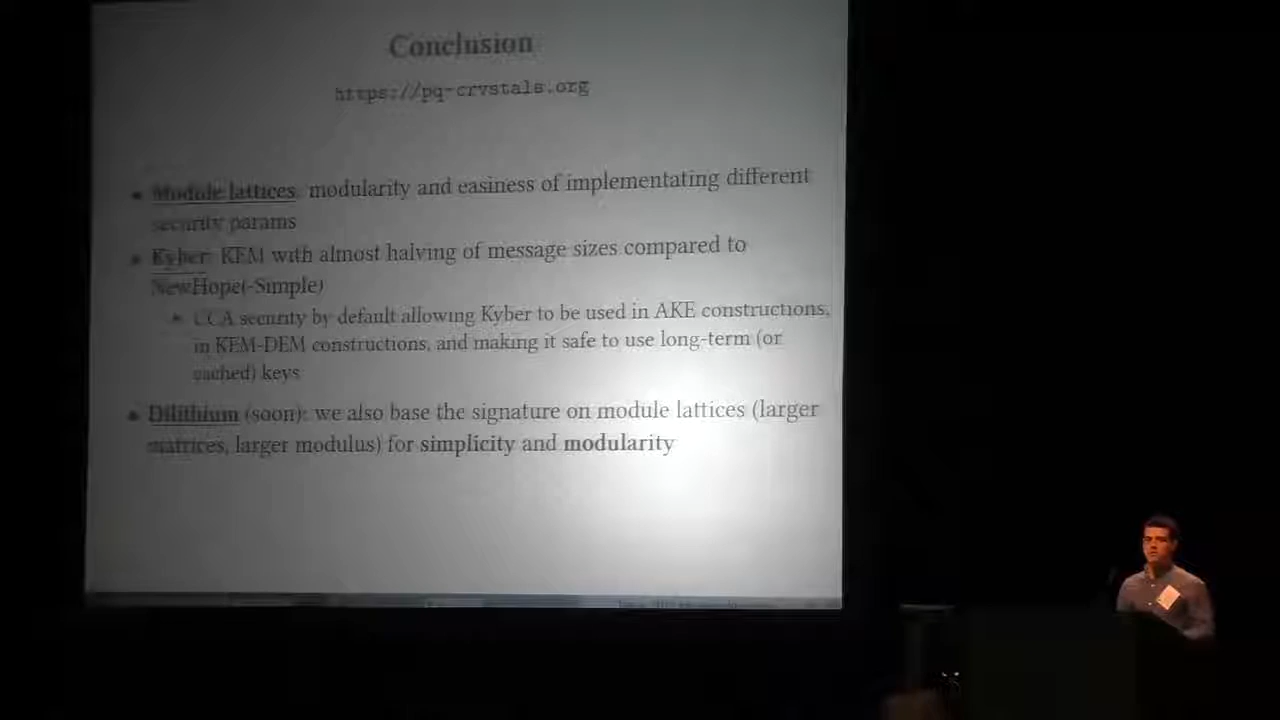 Conclusion
https://pq-crystals.org
• Module lattices: modularity and easiness of implementating different
security params
• Kyber: KEM with almost halving of message sizes compared to
NewHope(-Simple)
• CCA security by default allowing Kyber to be used in AKE constructions,
in KEM-DEM constructions, and making it safe to use long-term (or
cached) keys
• Dilithium (soon): we also base the signature on module lattices (larger
matrices, larger modulus) for simplicity and modularity